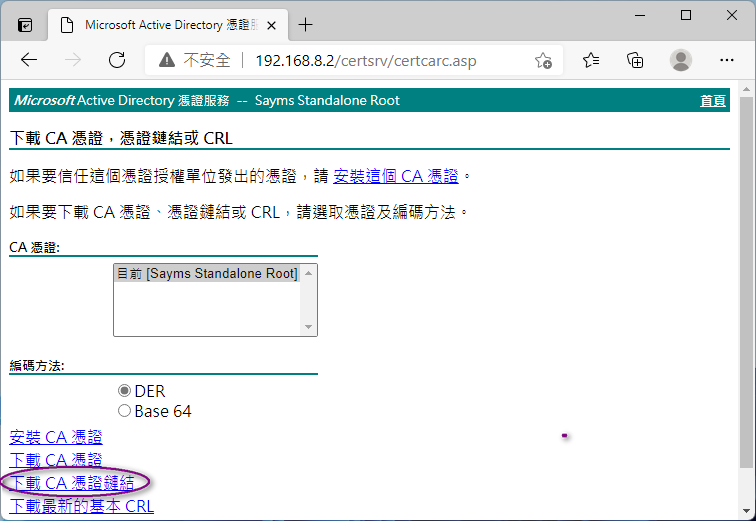 Microsoft Active Directory 憑證服
不安全
192.168.8.2/certsrv/certcarc.asp
Microsoft Active Directory 憑證服務 -- Sayms Standalone Root
首頁
下載 CA 憑證，憑證鏈結或 CRL
如果要信任這個憑證授權單位發出的憑證，請 安裝這個 CA 憑證。
如果要下載 CA 憑證、憑證鏈結或 CRL，請選取憑證及編碼方法。
CA 憑證:
目前 [Sayms Standalone Root]
編碼方法:
DER
Base 64
安裝 CA 憑證
下載 CA 憑證
下載 CA 憑證鏈結
下載最新的基本 CRL